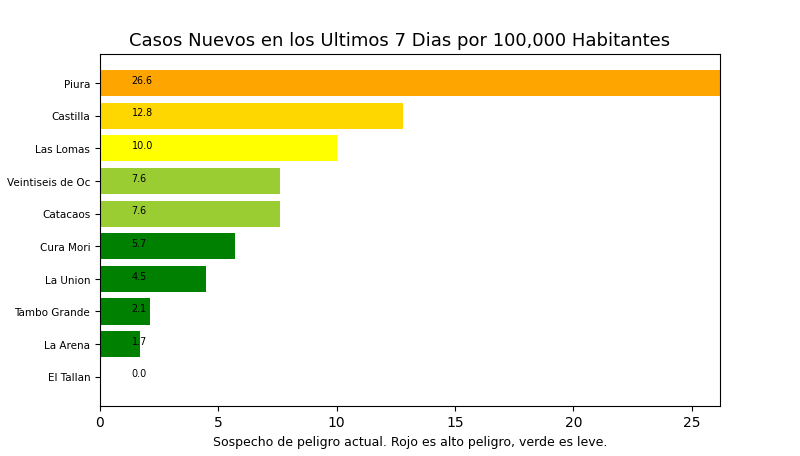 Casos Nuevos en los Ultimos 7 Dias por 100,000 Habitantes
Piura 26.6
Castilla 12.8
Las Lomas 10.0
Veintiseis de Oc 7.6
Catacaos 7.6
Cura Mori 5.7
La Union 4.5
Tambo Grande 2.1
La Arena 1.7
El Tallan 0.0
0 5 10 15 20 25
Sospecho de peligro actual. Rojo es alto peligro, verde es leve.